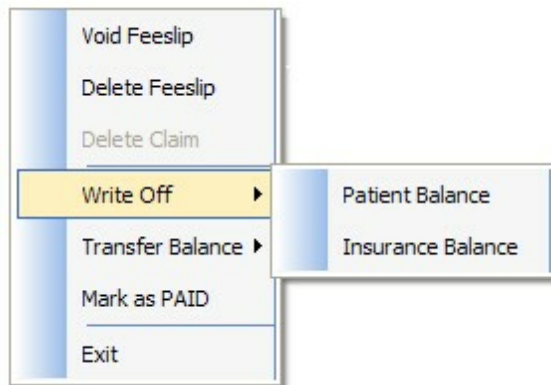 Void Feeslip
Delete Feeslip
Delete Claim
Write Off
Patient Balance
Insurance Balance
Transfer Balance
Mark as PAID
Exit